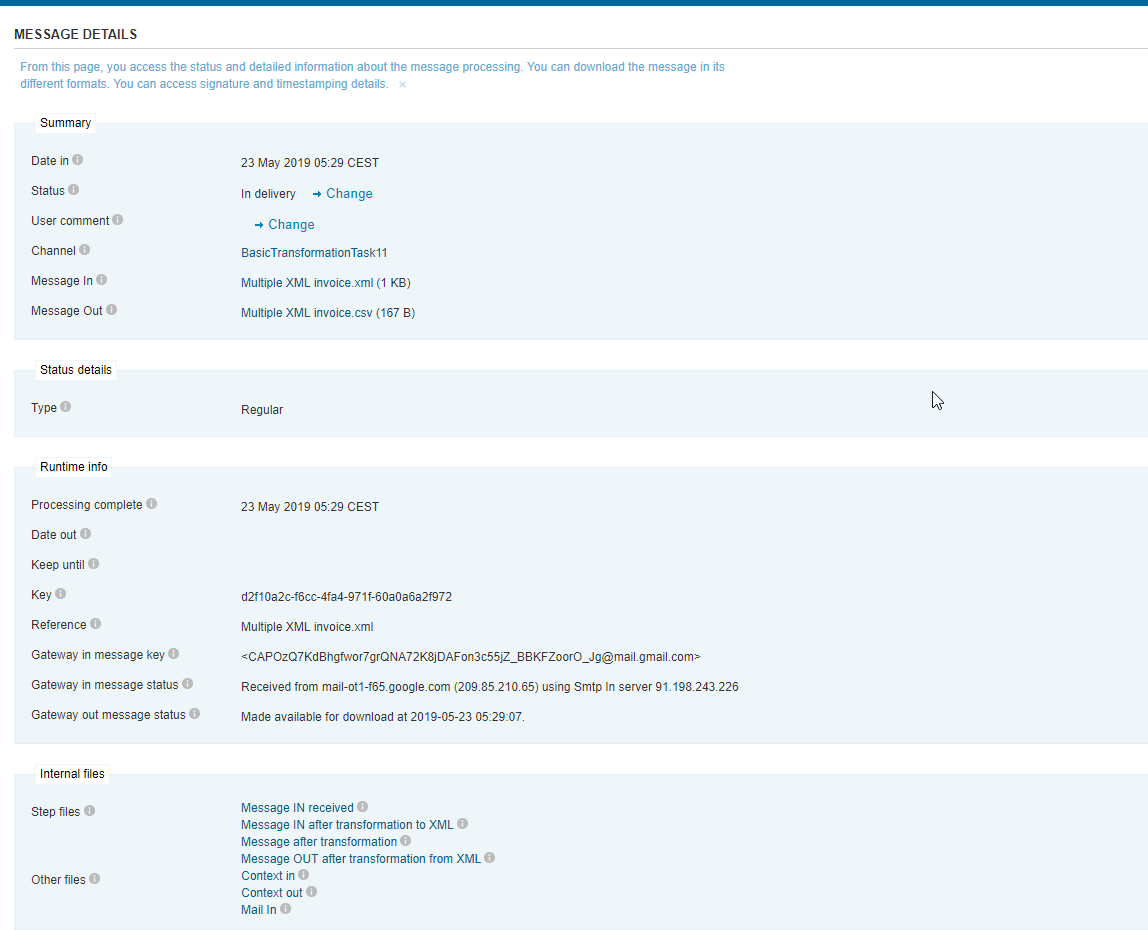 MESSAGE DETAILS
From this page, you access the status and detailed information about the message processing. You can download the message in its
different formats. You can access signature and timestamping details. ×
Summary
Date in 23 May 2019 05:29 CEST
Status In delivery → Change
User comment → Change
Channel BasicTransformationTask11
Message In Multiple XML invoice.xml (1 KB)
Message Out Multiple XML invoice.csv (167 B)
Status details
Type Regular
Runtime info
Processing complete 23 May 2019 05:29 CEST
Date out
Keep until
Key d2f10a2c-f6cc-4fa4-971f-60a0a6a2f972
Reference Multiple XML invoice.xml
Gateway in message key <CAPOzQ7KdBhgfwor7grQNA72K8jDAFon3c55jZ_BBKFZoorO_Jg@mail.gmail.com>
Gateway in message status Received from mail-ot1-f65.google.com (209.85.210.65) using Smtp In server 91.198.243.226
Gateway out message status Made available for download at 2019-05-23 05:29:07.
Internal files
Step files Message IN received
Message IN after transformation to XML
Message after transformation
Message OUT after transformation from XML
Other files Context in
Context out
Mail In